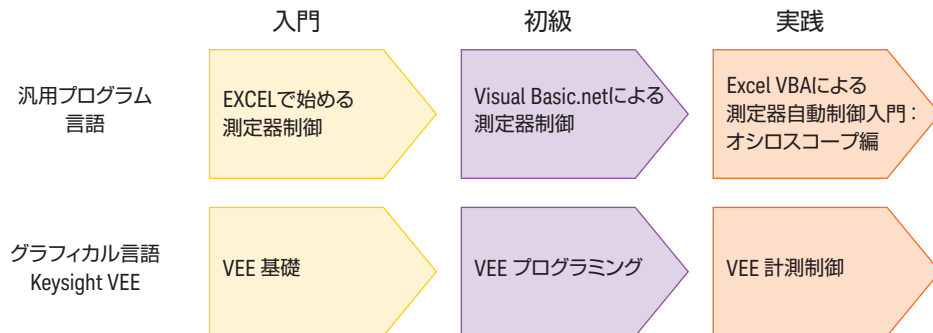 入門
初級
実践
汎用プログラム
言語
EXCELで始める
測定器制御
Visual Basic.netによる
測定器制御
Excel VBAによる
測定器自動制御入門：
オシロスコープ編
グラフィカル言語
Keysight VEE
VEE 基礎
VEE プログラミング
VEE 計測制御